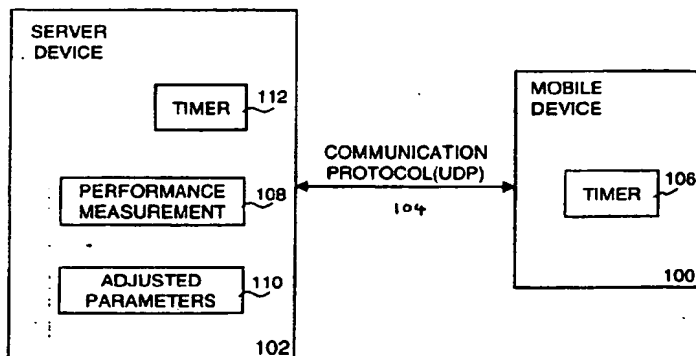 SERVER
DEVICE
TIMER
112
PERFORMANCE
MEASUREMENT
108
ADJUSTED
PARAMETERS
110
102
COMMUNICATION
PROTOCOL(UDP)
104
MOBILE
DEVICE
TIMER
106
100